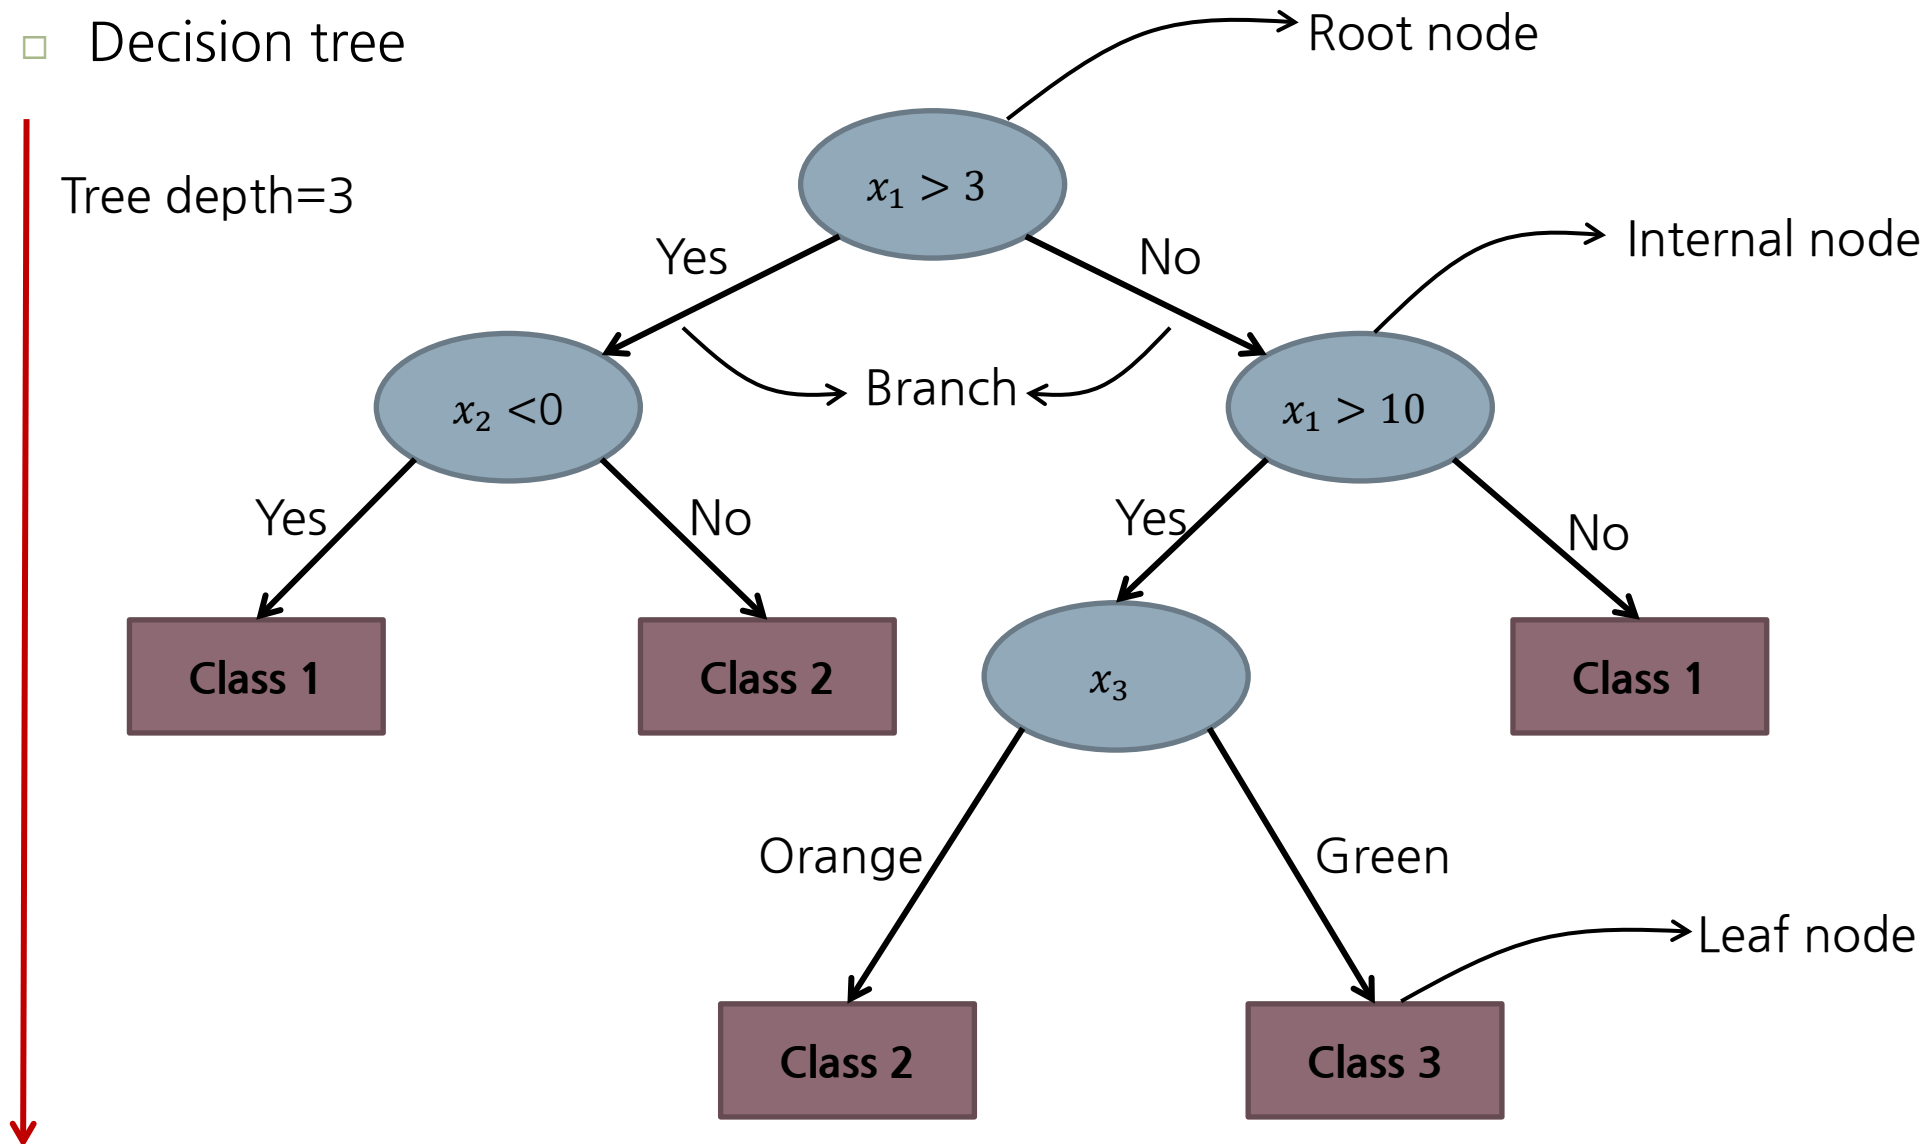 Decision tree
Root node
Tree depth=3
x₁ > 3
Yes
No
Internal node
Branch
x₂ <0
x₁ > 10
Yes
No
Yes
No
Class 1
Class 2
x₃
Class 1
Orange
Green
Leaf node
Class 2
Class 3